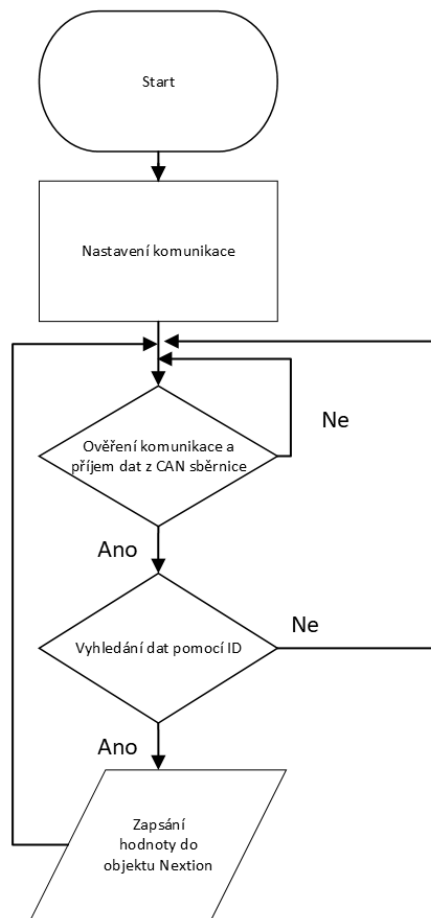 Start
Nastavení komunikace
Ověření komunikace a
příjem dat z CAN sběrnice
Ne
Ano
Vyhledání dat pomocí ID
Ne
Ano
Zapsání
hodnoty do
objektu Nextion